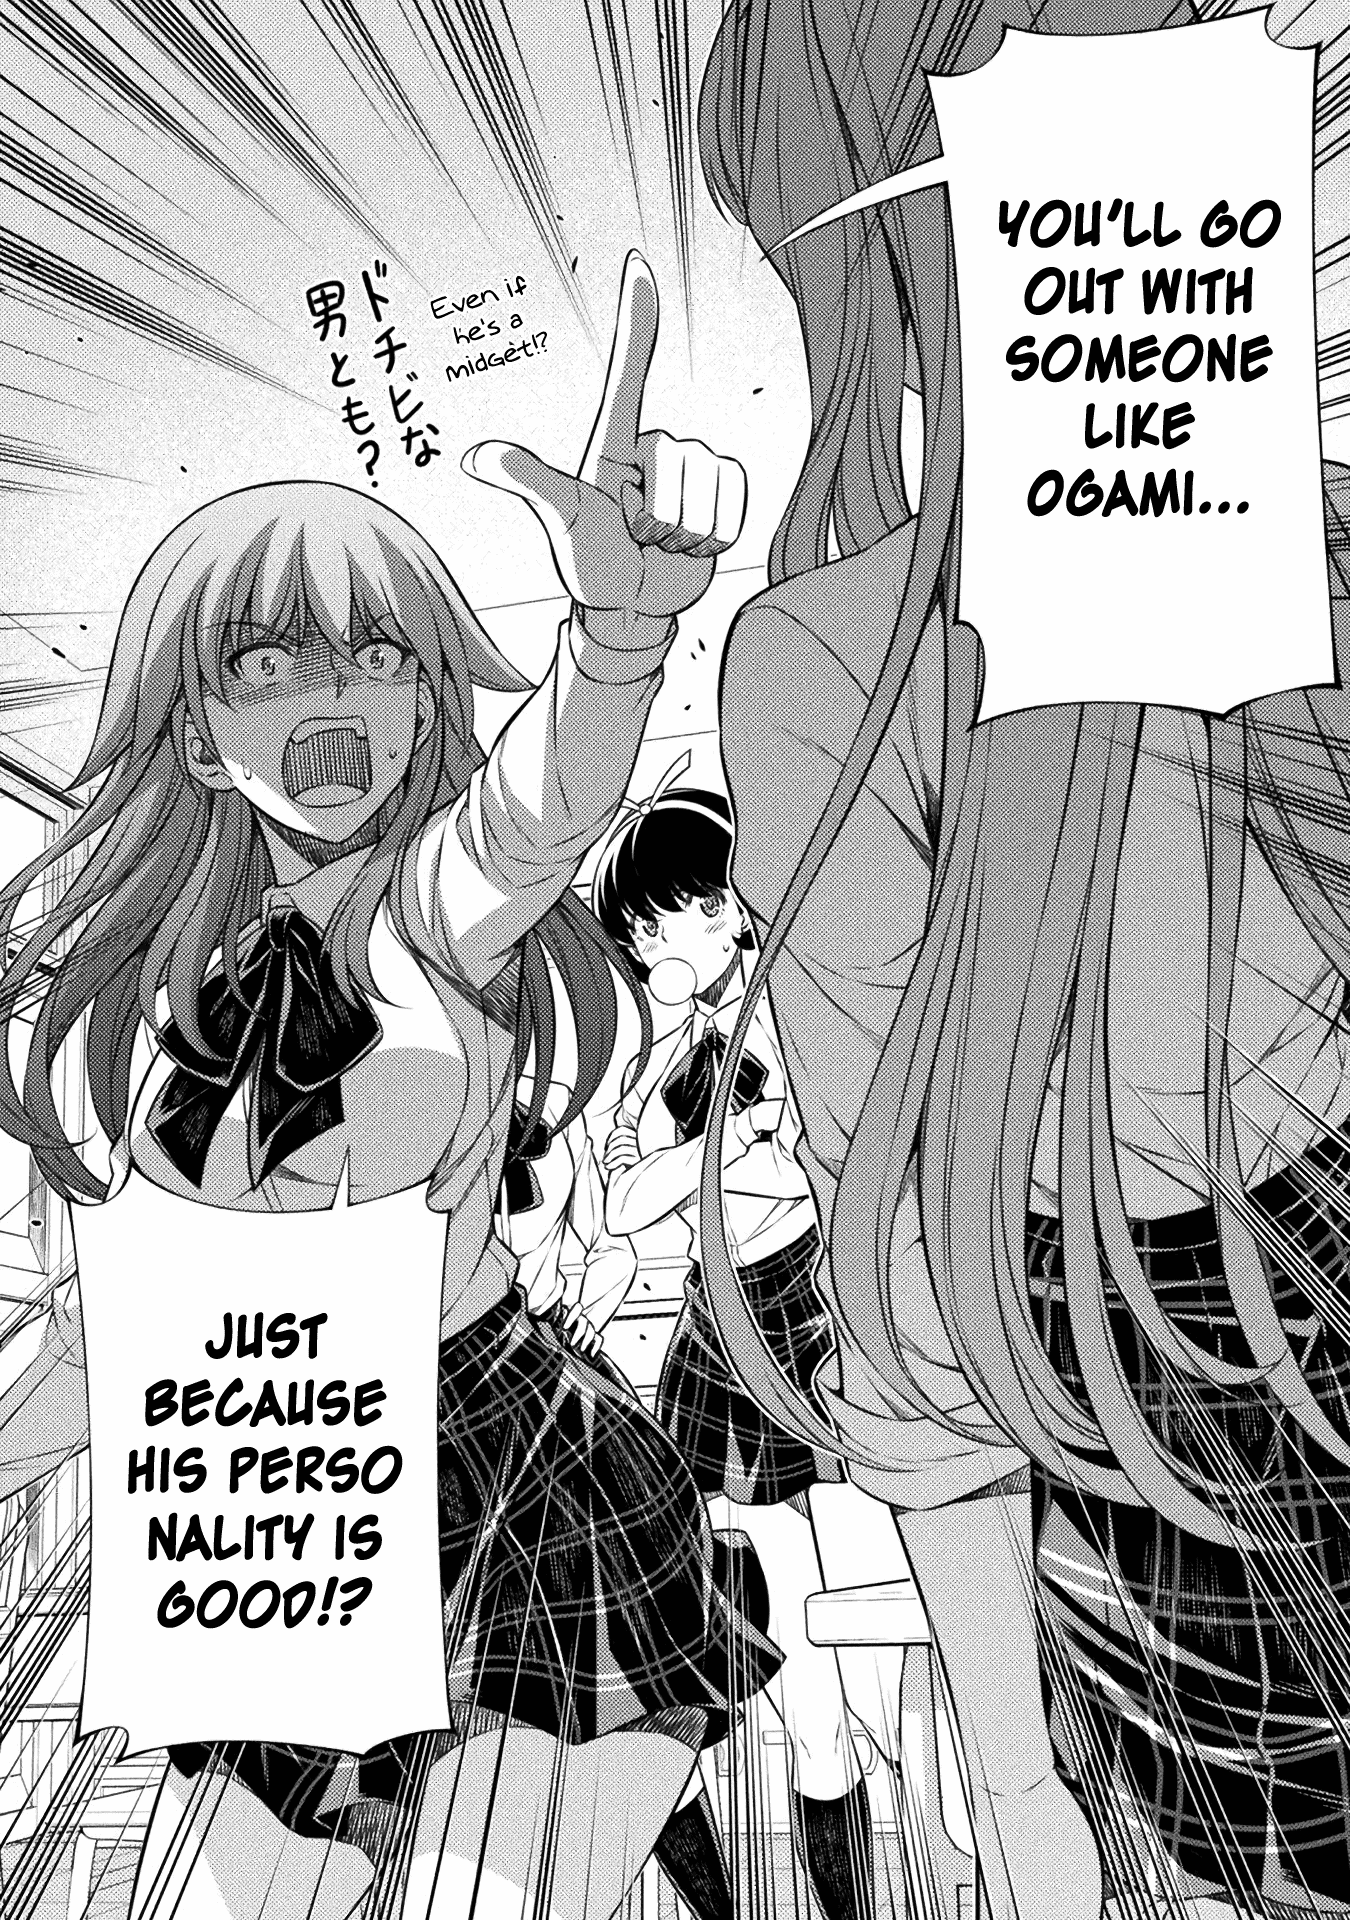 YOU'LL GO
OUT WITH
SOMEONE
LIKE
OGAMI...
Even if
he's a
midget!?
ドチビな
男とも?
JUST
BECAUSE
HIS PERSO
NALITY IS
GOOD!?